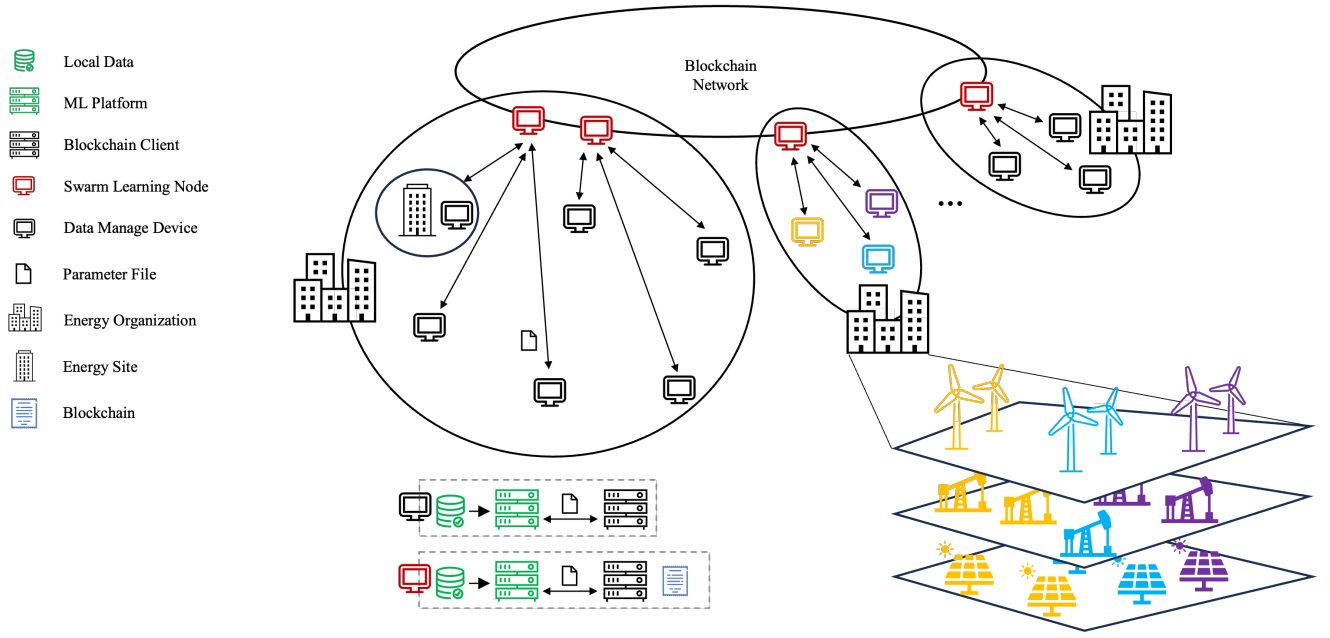 Local Data
ML Platform
Blockchain Client
Swarm Learning Node
Data Manage Device
Parameter File
Energy Organization
Energy Site
Blockchain
Blockchain
Network
...